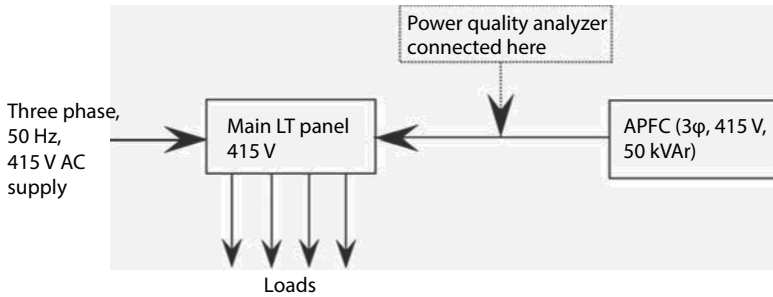 Power quality analyzer
connected here
Three phase,
50 Hz,
415 V AC
supply
Main LT panel
415 V
APFC (3φ, 415 V,
50 kVAr)
Loads